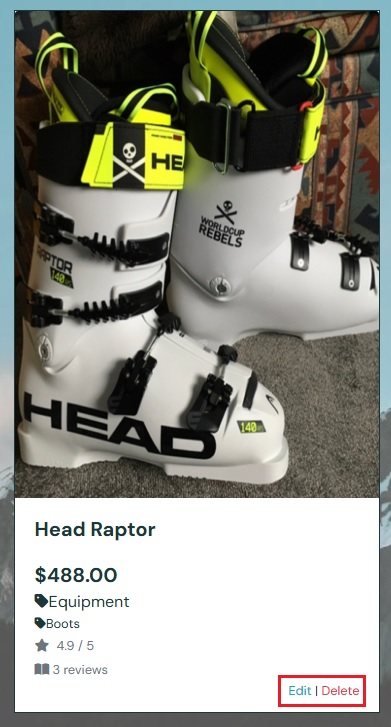 HEA
WORLDCUP
REBELS
RAPTOR
140
HEAD
140
Head Raptor
$488.00
Equipment
Boots
4.9 / 5
3 reviews
Edit | Delete